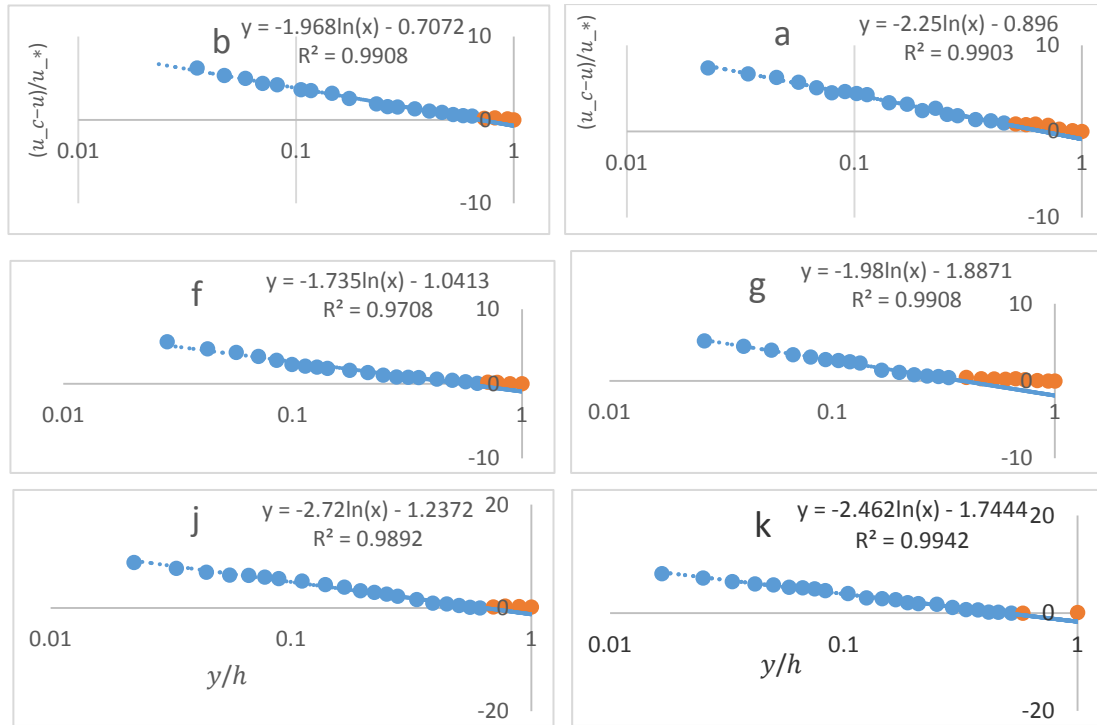 b
y = -1.968ln(x) - 0.7072
R² = 0.9908
(u_c−u)/u_*)
10
0
-10
0.01
0.1
1
a
y = -2.25ln(x) - 0.896
R² = 0.9903
(u_c−u)/u_*)
10
0
-10
0.01
0.1
1
f
y = -1.735ln(x) - 1.0413
R² = 0.9708
10
0
-10
0.01
0.1
1
g
y = -1.98ln(x) - 1.8871
R² = 0.9908
10
0
-10
0.01
0.1
1
j
y = -2.72ln(x) - 1.2372
R² = 0.9892
20
0
-20
0.01
0.1
1
y/h
k
y = -2.462ln(x) - 1.7444
R² = 0.9942
20
0
-20
0.01
0.1
1
y/h